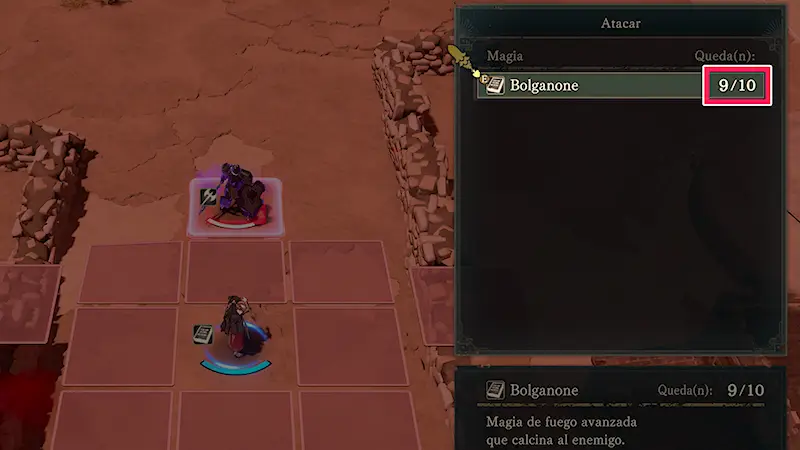 Atacar
Magia Queda(n):
E Bolganone 9/10
Bolganone Queda(n): 9/10
Magia de fuego avanzada
que calcina al enemigo.